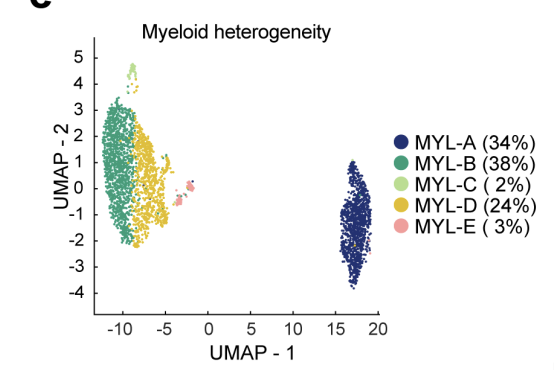 Myeloid heterogeneity
5
4
3
2
1
0
-1
-2
-3
-4
UMAP - 2
-10 -5 0 5 10 15 20
UMAP - 1
MYL-A (34%)
MYL-B (38%)
MYL-C ( 2%)
MYL-D (24%)
MYL-E ( 3%)